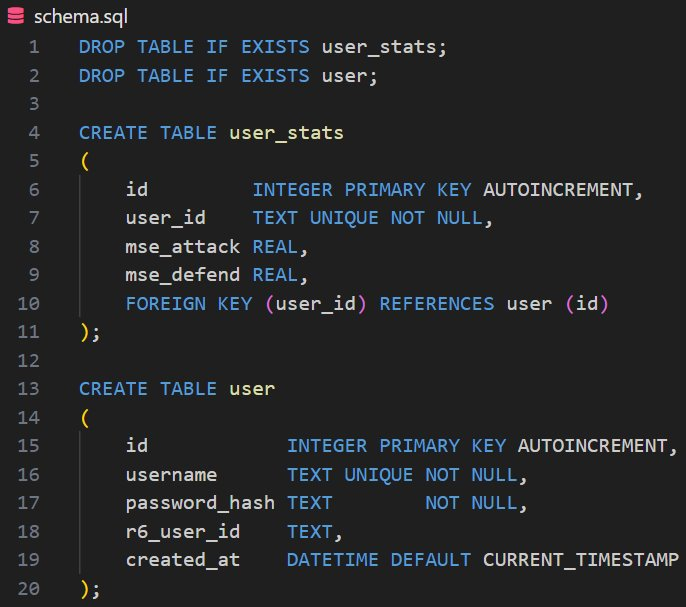 schema.sql
1 DROP TABLE IF EXISTS user_stats;
2 DROP TABLE IF EXISTS user;
3
4 CREATE TABLE user_stats
5 (
6     id         INTEGER PRIMARY KEY AUTOINCREMENT,
7     user_id    TEXT UNIQUE NOT NULL,
8     mse_attack REAL,
9     mse_defend REAL,
10     FOREIGN KEY (user_id) REFERENCES user (id)
11 );
12
13 CREATE TABLE user
14 (
15     id            INTEGER PRIMARY KEY AUTOINCREMENT,
16     username      TEXT UNIQUE NOT NULL,
17     password_hash TEXT        NOT NULL,
18     r6_user_id    TEXT,
19     created_at    DATETIME DEFAULT CURRENT_TIMESTAMP
20 );